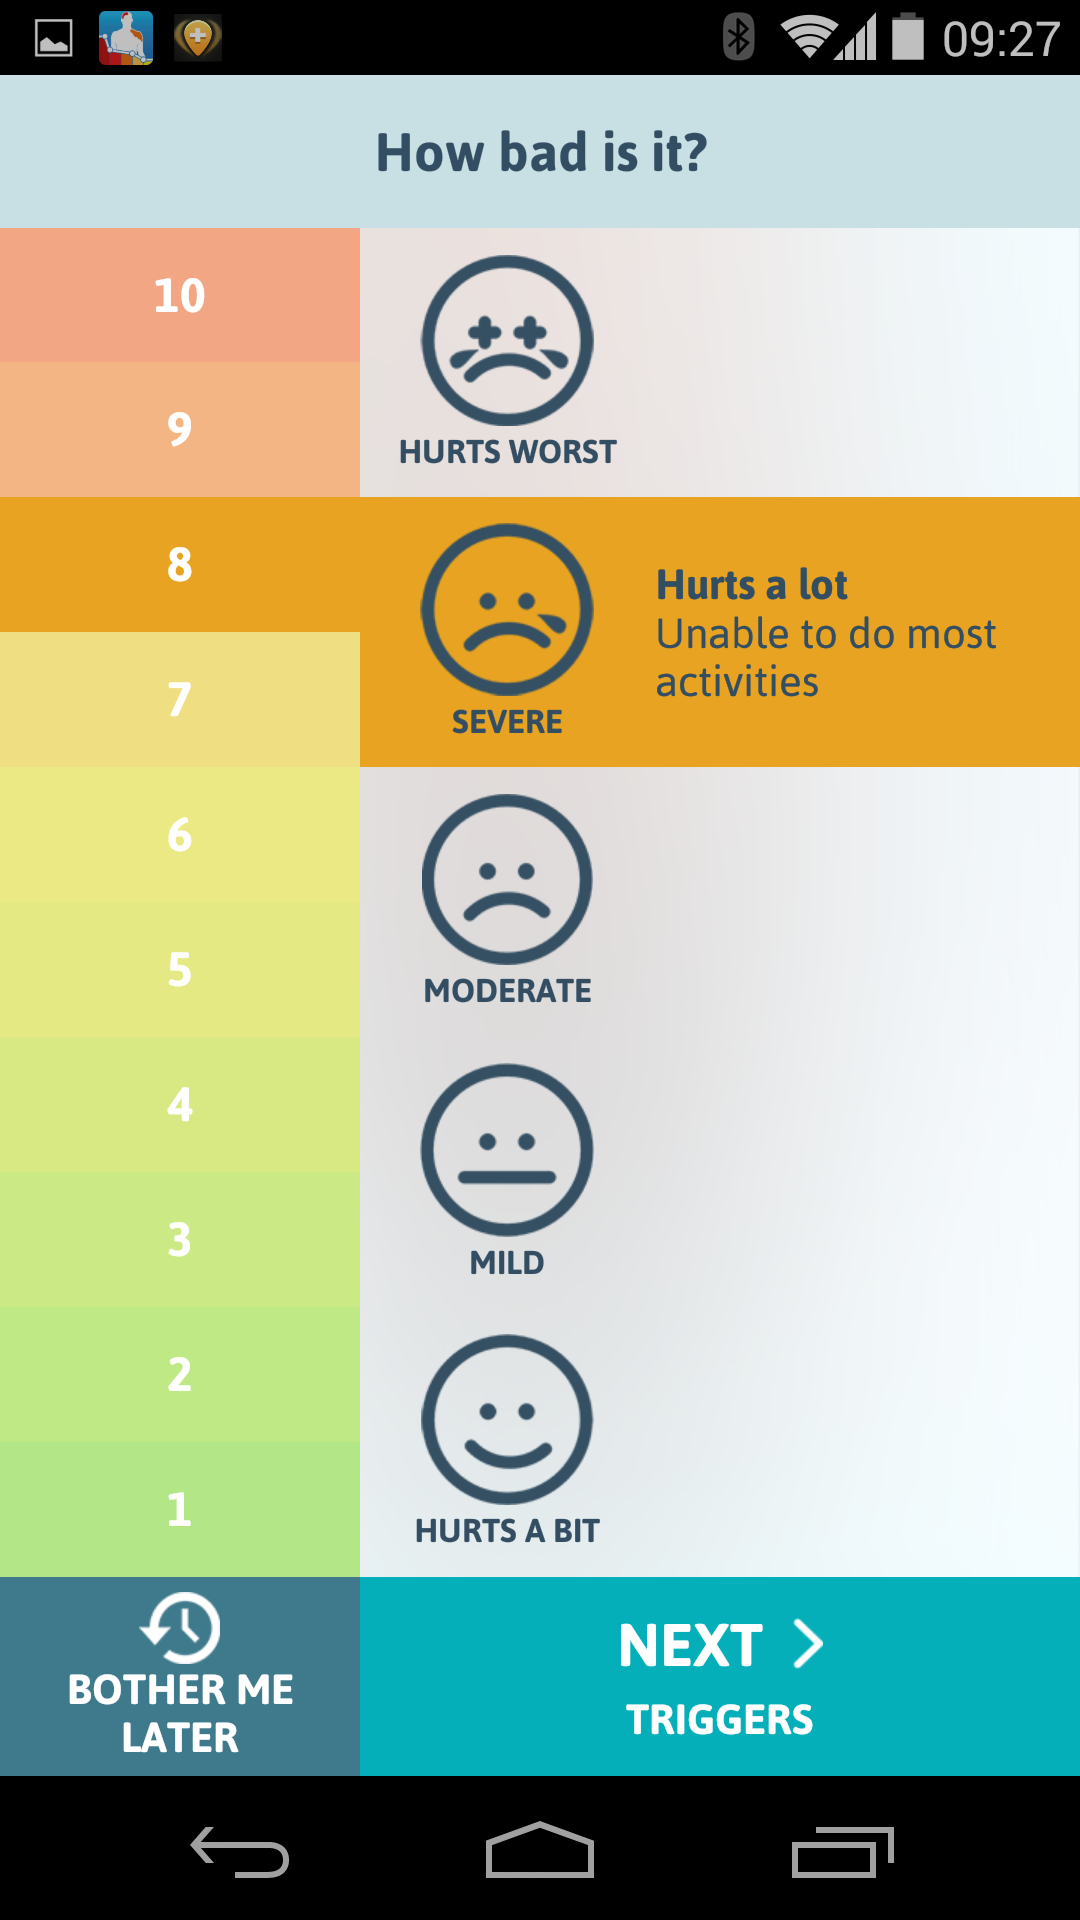 09:27
How bad is it?
10
9
HURTS WORST
8
7
SEVERE
Hurts a lot
Unable to do most
activities
6
5
MODERATE
4
3
MILD
2
1
HURTS A BIT
BOTHER ME
LATER
NEXT
TRIGGERS